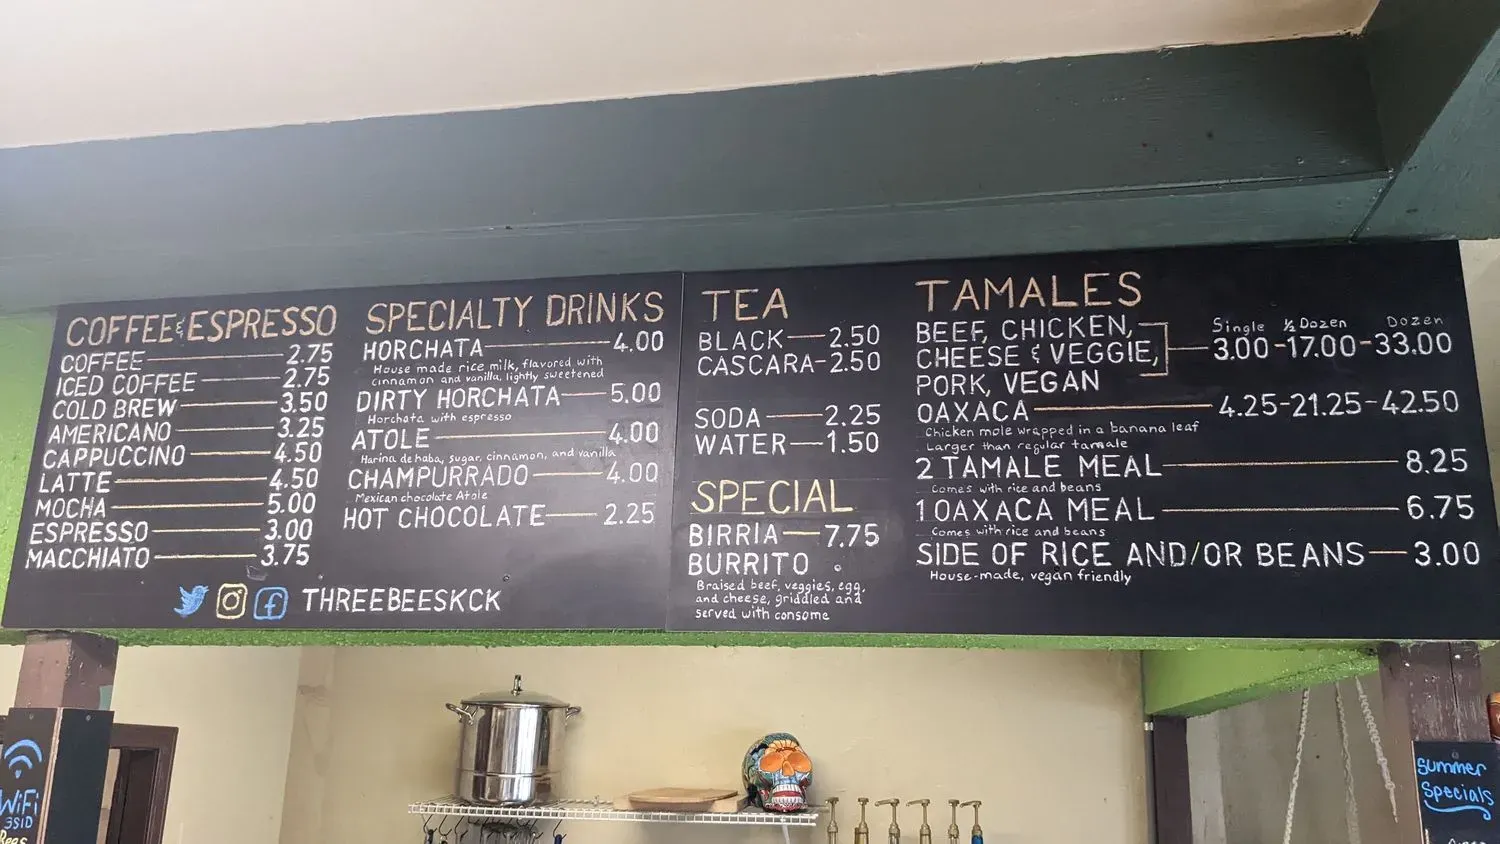 COFFEE & ESPRESSO
COFFEE 2.75
ICED COFFEE 2.75
COLD BREW 3.50
AMERICANO 3.25
CAPPUCCINO 4.50
LATTE 4.50
MOCHA 5.00
ESPRESSO 3.00
MACCHIATO 3.75
SPECIALTY DRINKS
HORCHATA 4.00
House made rice milk, flavored with
cinnamon and vanilla, lightly sweetened
DIRTY HORCHATA 5.00
Horchata with espresso
ATOLE 4.00
Harina de haba, sugar, cinnamon, and vanilla
CHAMPURRADO 4.00
Mexican chocolate Atole
HOT CHOCOLATE 2.25
THREEBEESKCK
TEA
BLACK 2.50
CASCARA-2.50
SODA 2.25
WATER 1.50
SPECIAL
BIRRIA 7.75
BURRITO
Braised beef, veggies, egg,
and cheese, griddled and
served with consome
TAMALES
Single ½ Dozen Dozen
BEEF, CHICKEN,
CHEESE & VEGGIE, 3.00-17.00-33.00
PORK, VEGAN
OAXACA 4.25-21.25-42.50
Chicken mole wrapped in a banana leaf
Larger than regular tamale
2 TAMALE MEAL 8.25
Comes with rice and beans
1 OAXACA MEAL 6.75
Comes with rice and beans
SIDE OF RICE AND/OR BEANS 3.00
House-made, vegan friendly
WiFi
Bees
Summer
Specials